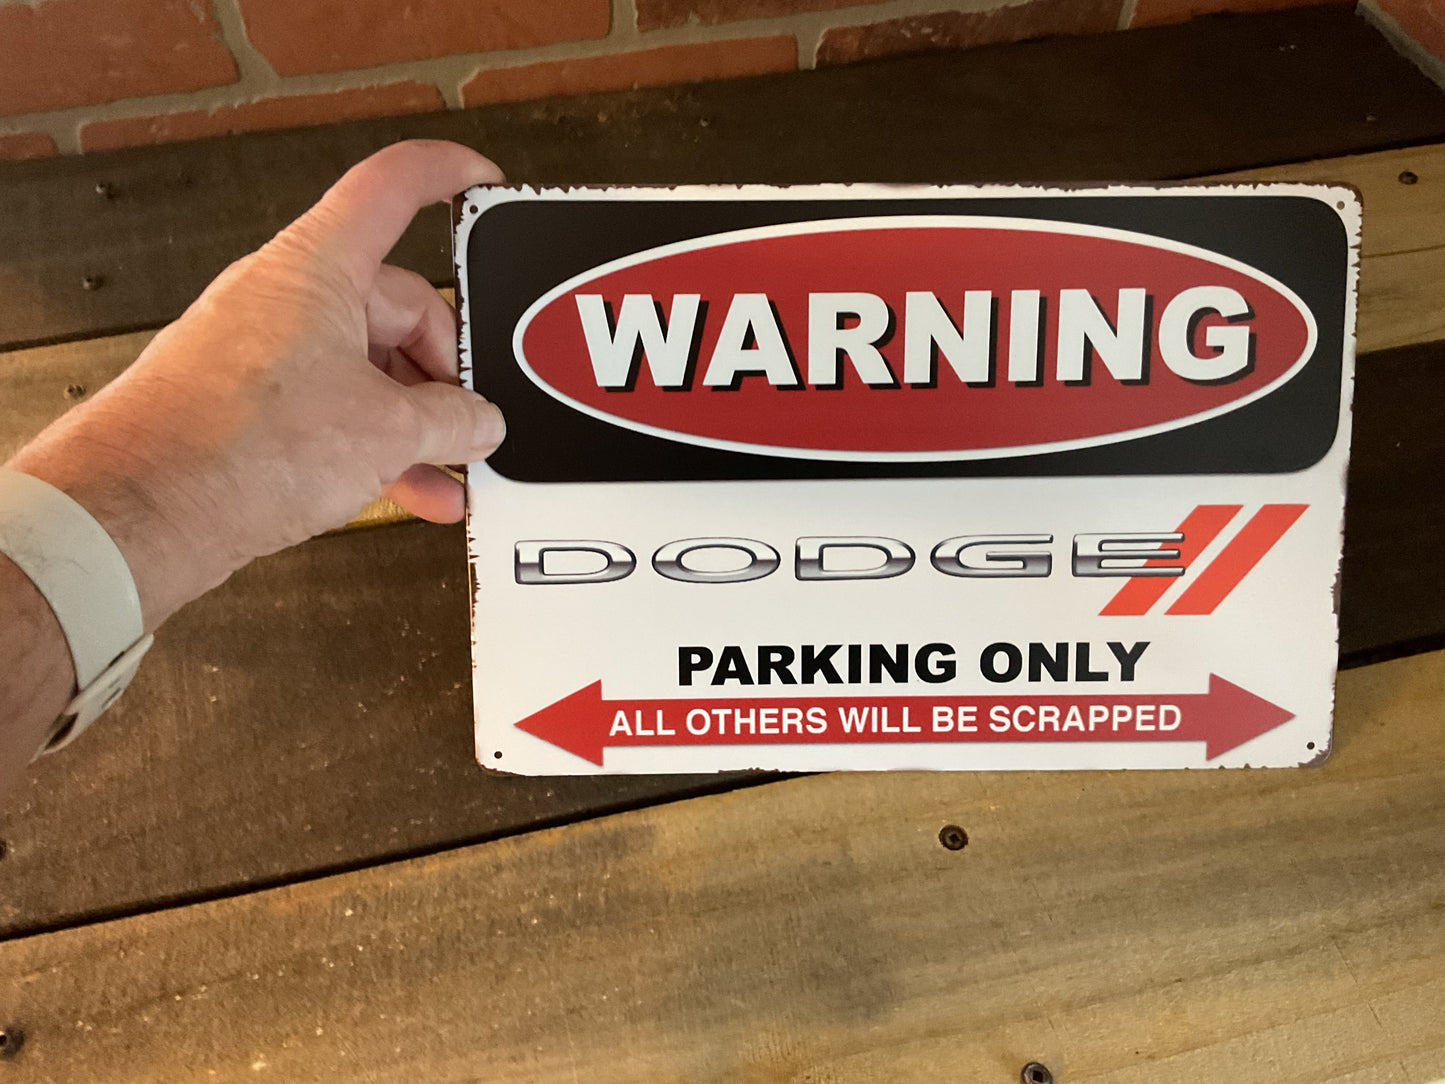 WARNING
DODGE
PARKING ONLY
ALL OTHERS WILL BE SCRAPPED